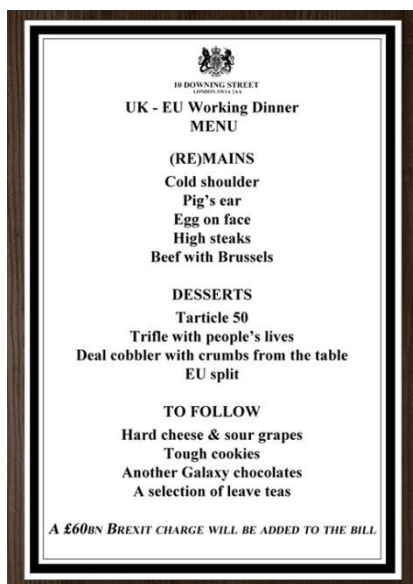 10 DOWNING STREET
LONDON SW1A 2AA
UK - EU Working Dinner
MENU
(RE)MAINS
Cold shoulder
Pig's ear
Egg on face
High steaks
Beef with Brussels
DESSERTS
Tarticle 50
Trifle with people's lives
Deal cobbler with crumbs from the table
EU split
TO FOLLOW
Hard cheese & sour grapes
Tough cookies
Another Galaxy chocolates
A selection of leave teas
A £60BN BREXIT CHARGE WILL BE ADDED TO THE BILL